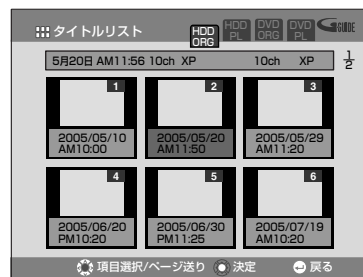 タイトルリスト
HDD ORG
HDD PL
DVD ORG
DVD PL
G GUIDE
5月20日 AM11:56 10ch XP 10ch XP
1/2
1
2005/05/10
AM10:00
2
2005/05/20
AM11:50
3
2005/05/29
AM11:20
4
2005/06/20
PM10:20
5
2005/06/30
PM11:25
6
2005/07/19
AM10:20
項目選択/ページ送り 決定 戻る